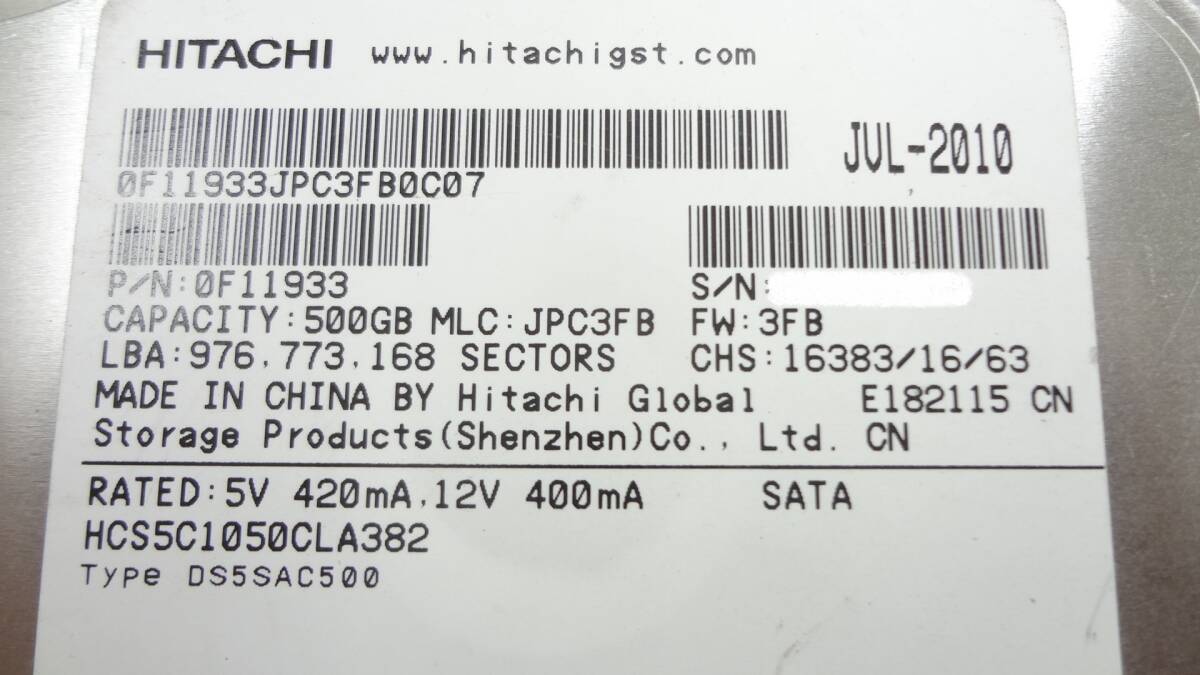 HITACHI www.hitachigst.com
JUL-2010
0F11933JPC3FB0C07
P/N:0F11933 S/N:
CAPACITY:500GB MLC:JPC3FB FW:3FB
LBA:976,773,168 SECTORS CHS:16383/16/63
MADE IN CHINA BY Hitachi Global E182115 CN
Storage Products(Shenzhen)Co., Ltd. CN
RATED:5V 420mA,12V 400mA SATA
HCS5C1050CLA382
Type DS5SAC500